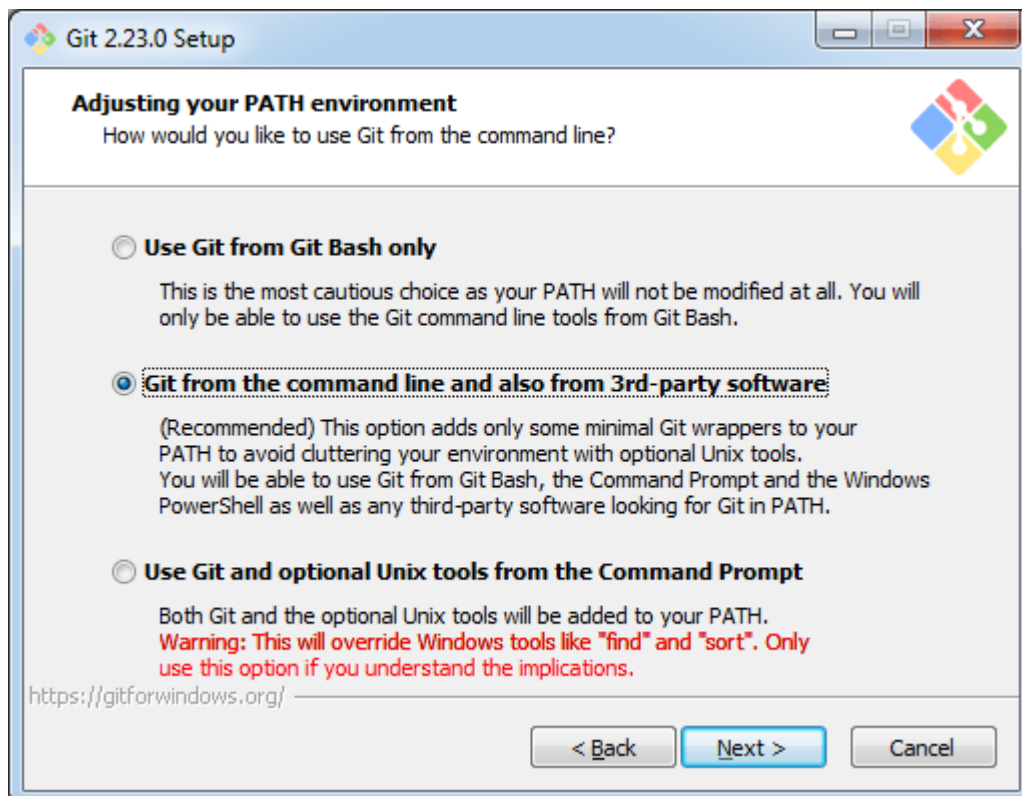 Git 2.23.0 Setup
Adjusting your PATH environment
How would you like to use Git from the command line?
Use Git from Git Bash only
This is the most cautious choice as your PATH will not be modified at all. You will
only be able to use the Git command line tools from Git Bash.
Git from the command line and also from 3rd-party software
(Recommended) This option adds only some minimal Git wrappers to your
PATH to avoid cluttering your environment with optional Unix tools.
You will be able to use Git from Git Bash, the Command Prompt and the Windows
PowerShell as well as any third-party software looking for Git in PATH.
Use Git and optional Unix tools from the Command Prompt
Both Git and the optional Unix tools will be added to your PATH.
Warning: This will override Windows tools like "find" and "sort". Only
use this option if you understand the implications.
https://gitforwindows.org/
< Back Next > Cancel